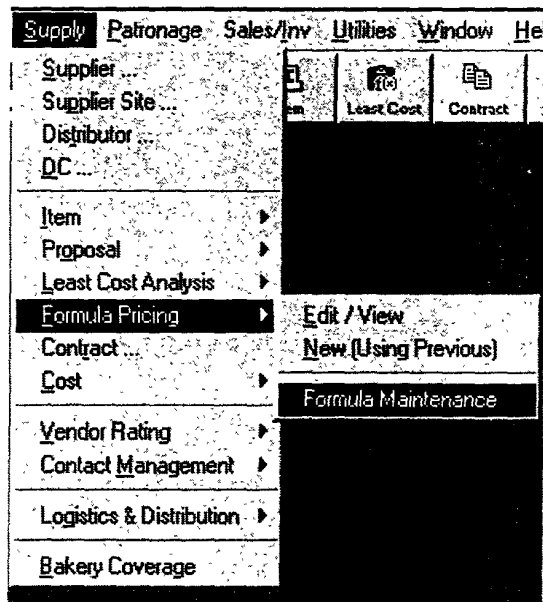 Supply Patronage Sales/Inv Utilities Window He
Supplier ...
Supplier Site ...
Distributor ...
DC ...
Least Cost Contract
Item
Proposal
Least Cost Analysis
Formula Pricing
Edit / View
New (Using Previous)
Formula Maintenance
Contract ...
Cost
Vendor Rating
Contact Management
Logistics & Distribution
Bakery Coverage